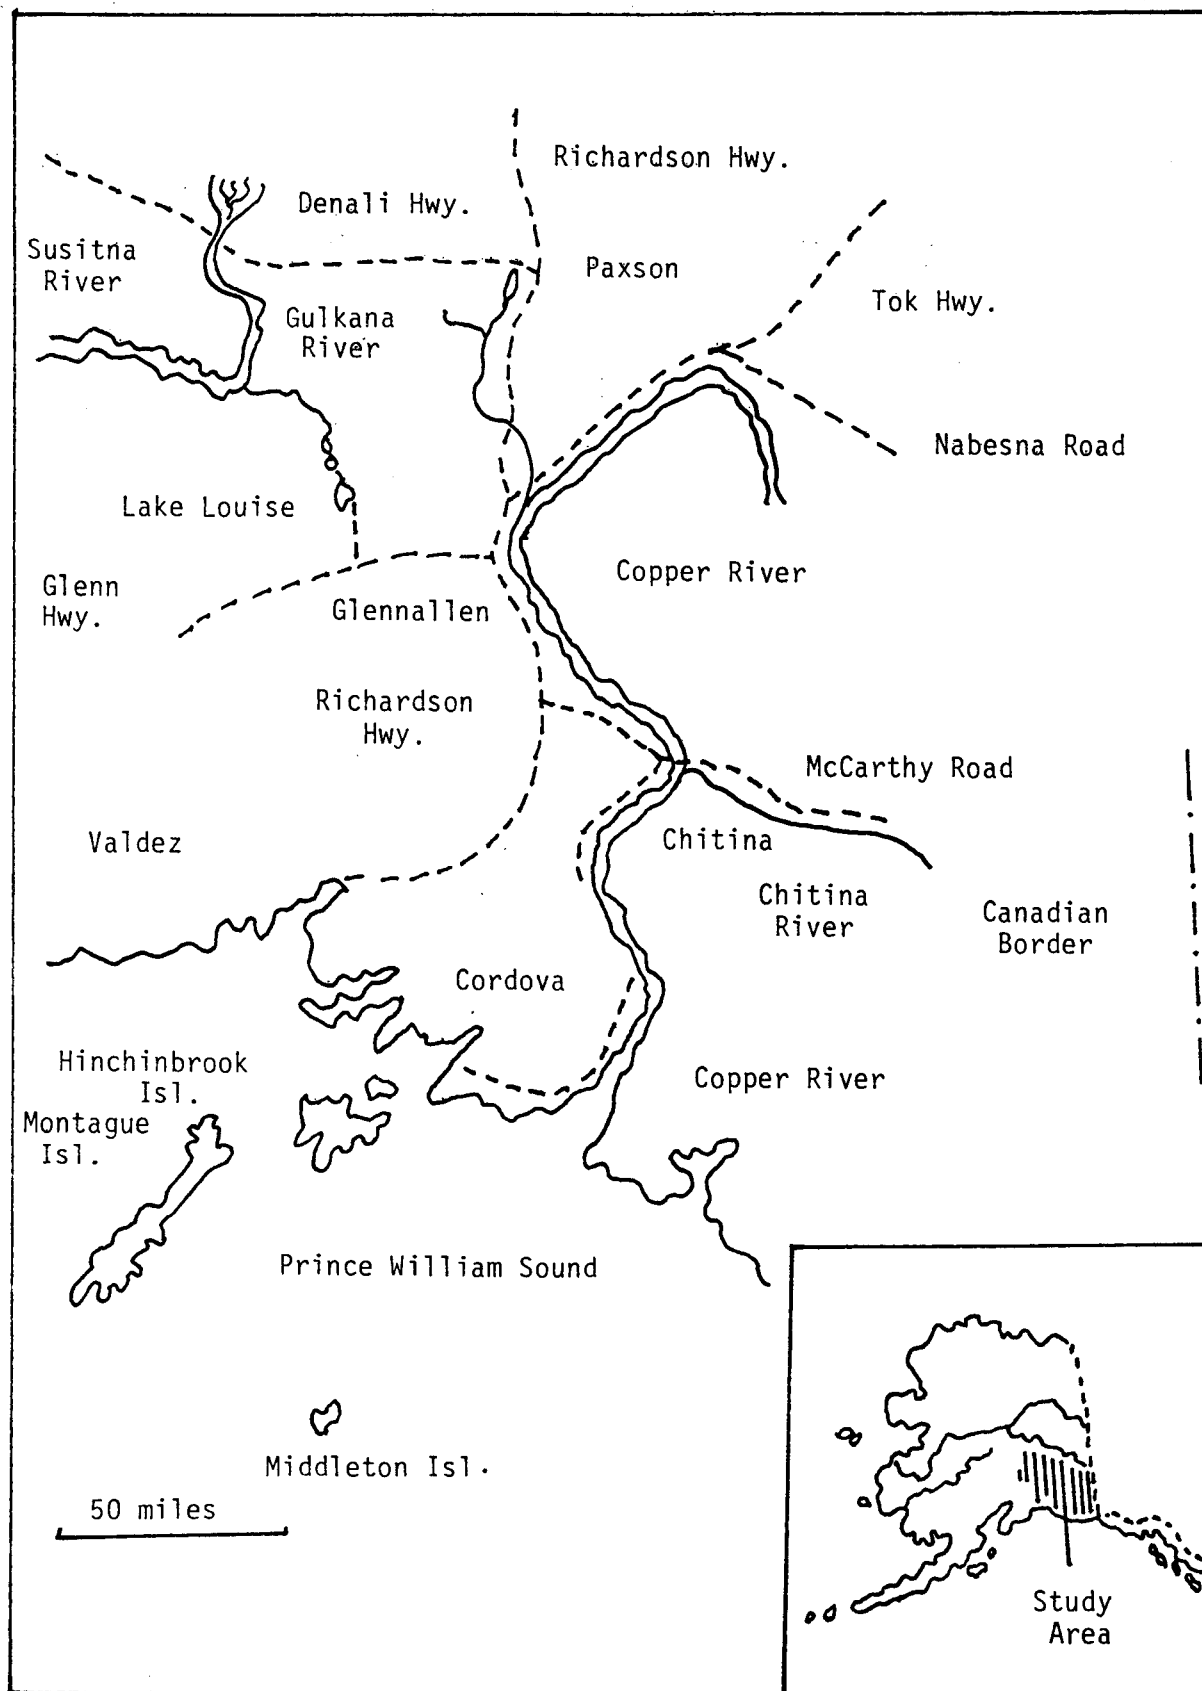 Richardson Hwy.
Denali Hwy.
Susitna
River
Paxson
Tok Hwy.
Gulkana
River
Nabesna Road
Lake Louise
Copper River
Glenn
Hwy.
Glennallen
Richardson
Hwy.
McCarthy Road
Valdez
Chitina
Chitina
River
Canadian
Border
Cordova
Hinchinbrook
Isl.
Copper River
Montague
Isl.
Prince William Sound
Middleton Isl.
50 miles
Study
Area